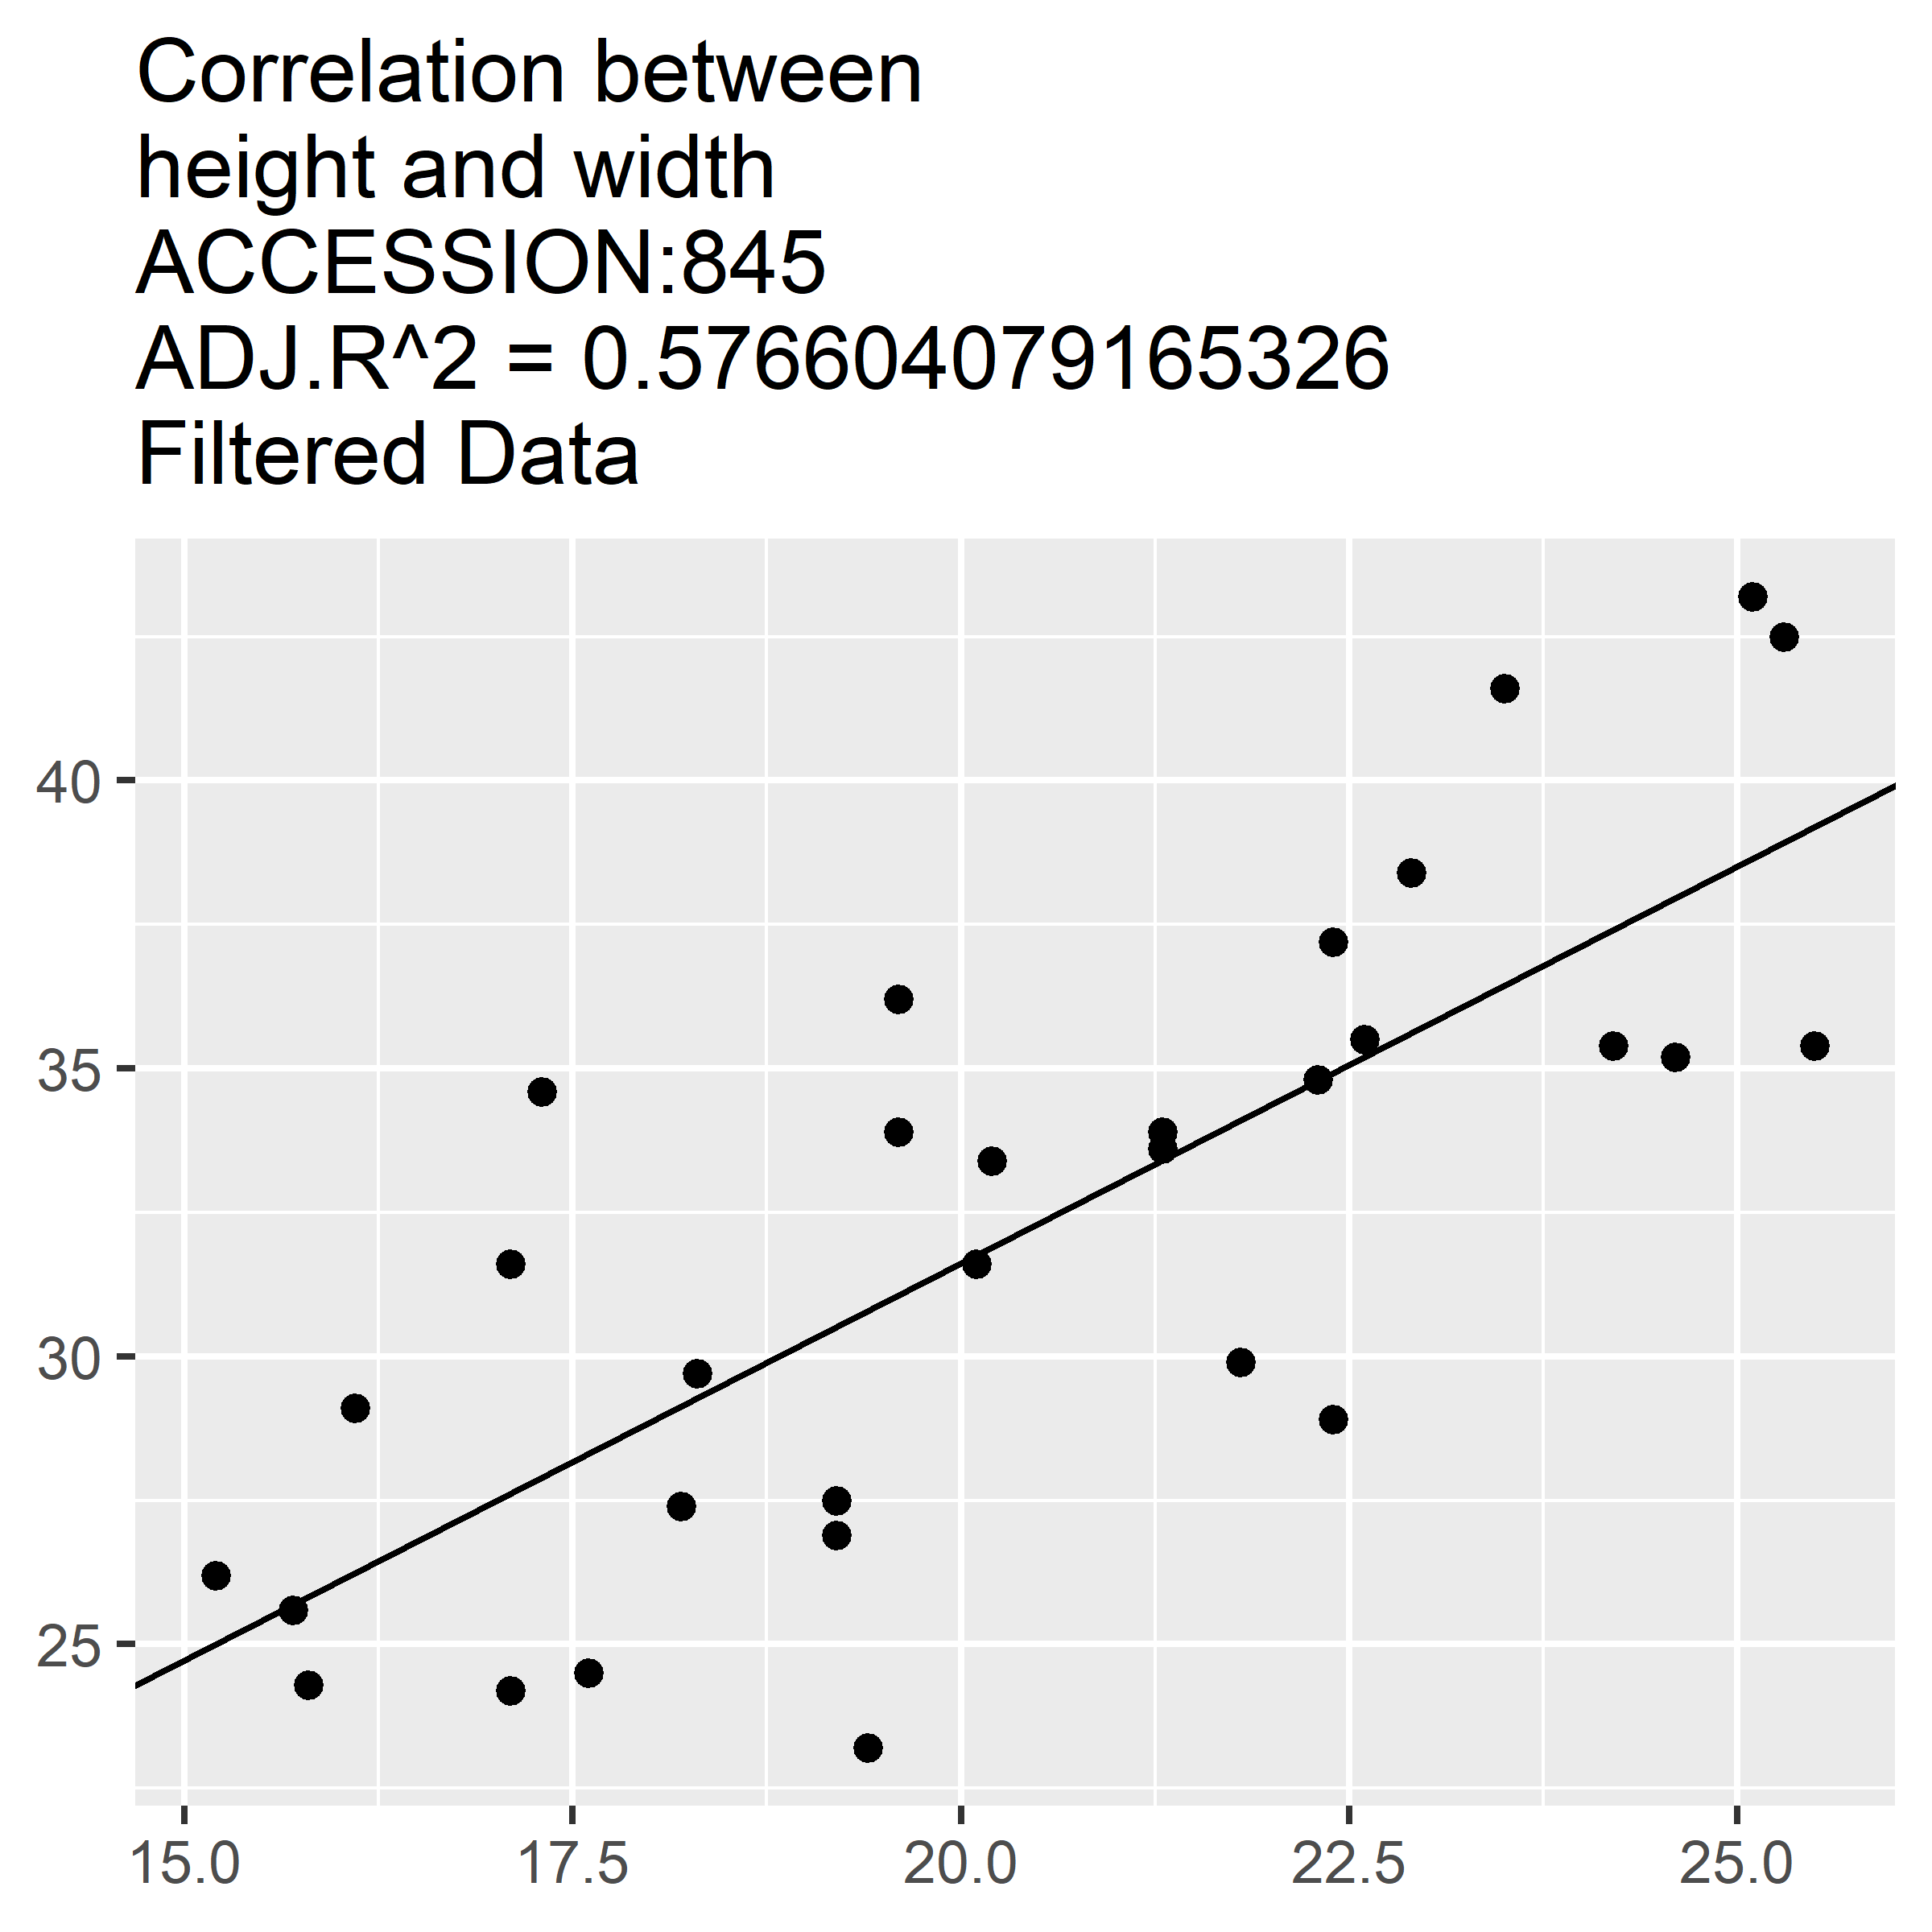 Correlation between
height and width
ACCESSION:845
ADJ.R^2 = 0.576604079165326
Filtered Data
40
35
30
25
15.0 17.5 20.0 22.5 25.0